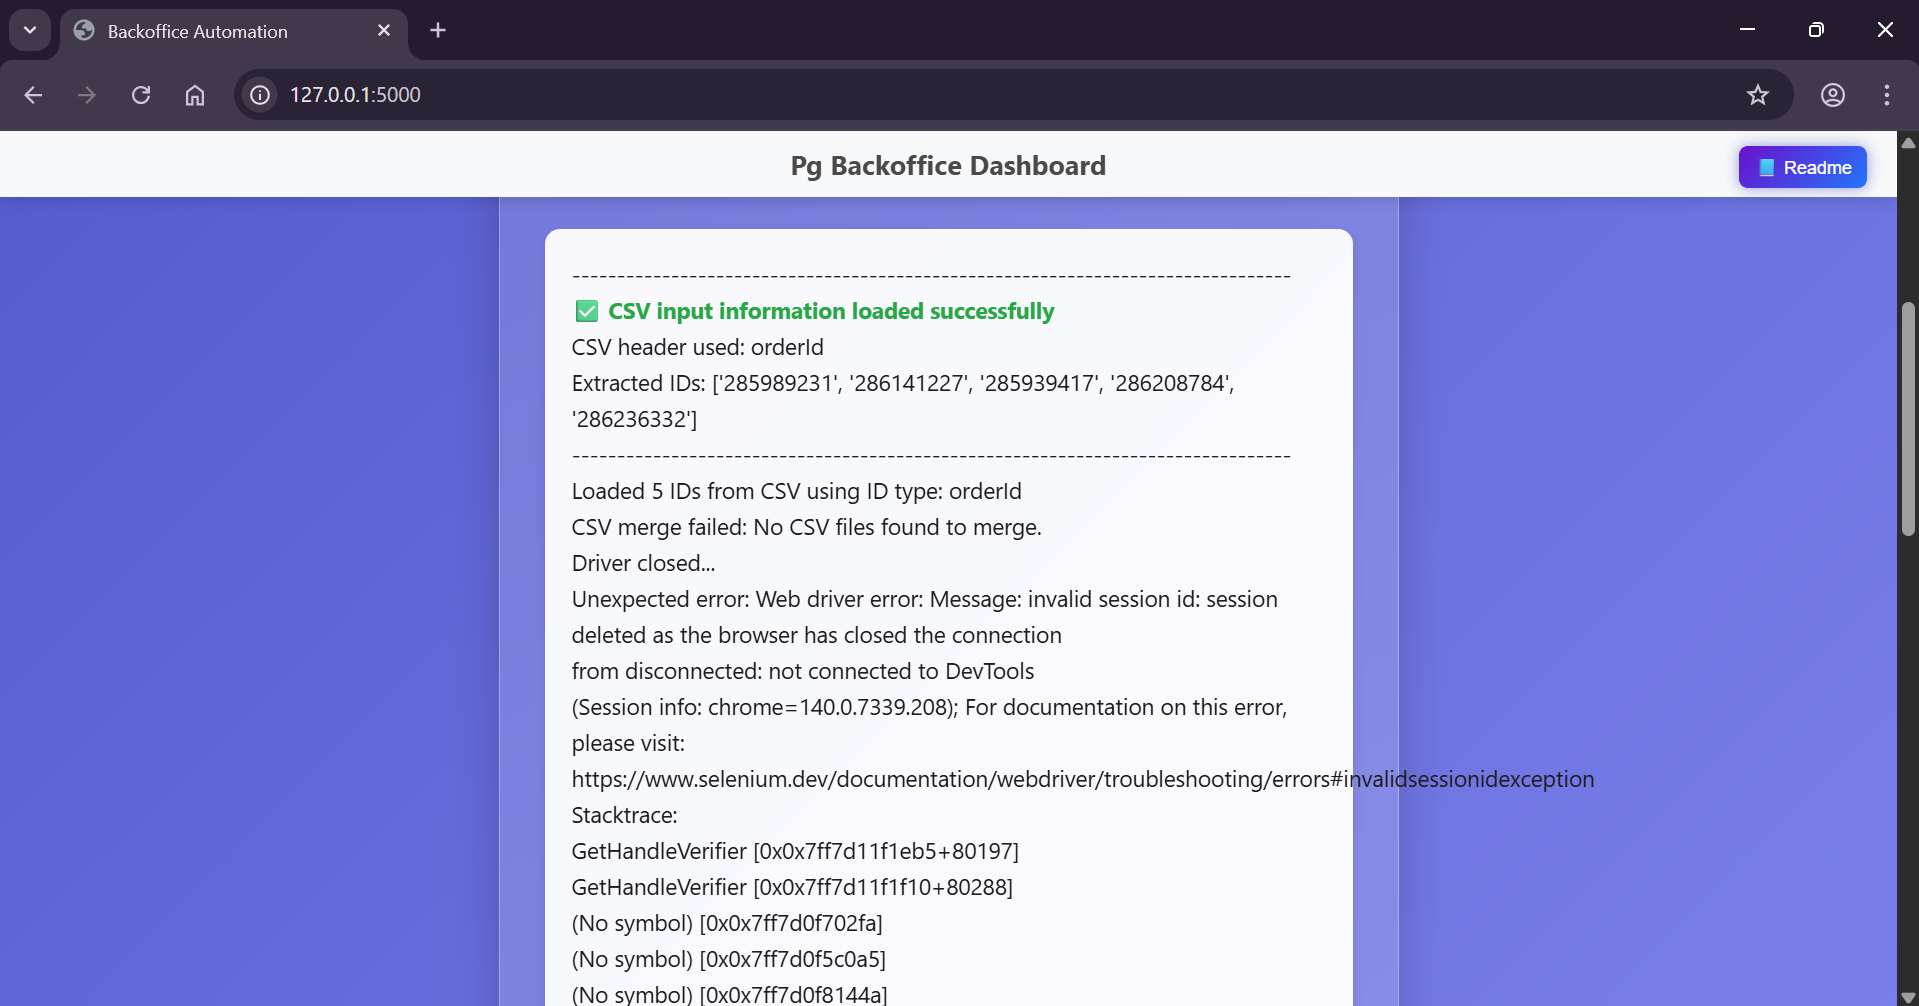 Backoffice Automation
127.0.0.1:5000
Pg Backoffice Dashboard
Readme
--------------------------------------------------------------------------------
CSV input information loaded successfully
CSV header used: orderId
Extracted IDs: ['285989231', '286141227', '285939417', '286208784',
'286236332']
--------------------------------------------------------------------------------
Loaded 5 IDs from CSV using ID type: orderId
CSV merge failed: No CSV files found to merge.
Driver closed...
Unexpected error: Web driver error: Message: invalid session id: session
deleted as the browser has closed the connection
from disconnected: not connected to DevTools
(Session info: chrome=140.0.7339.208); For documentation on this error,
please visit:
https://www.selenium.dev/documentation/webdriver/troubleshooting/errors#invalidsessionidexception
Stacktrace:
GetHandleVerifier [0x0x7ff7d11f1eb5+80197]
GetHandleVerifier [0x0x7ff7d11f1f10+80288]
(No symbol) [0x0x7ff7d0f702fa]
(No symbol) [0x0x7ff7d0f5c0a5]
(No symbol) [0x0x7ff7d0f8144a]